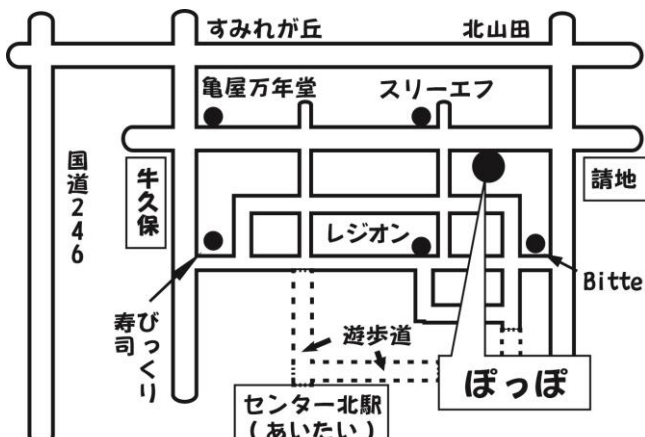 すみれが丘
北山田
亀屋万年堂
スリーエフ
国道246
牛久保
請地
レジオン
Bitte
びっくり
寿司
遊歩道
ぽっぽ
センター北駅
(あいたい)